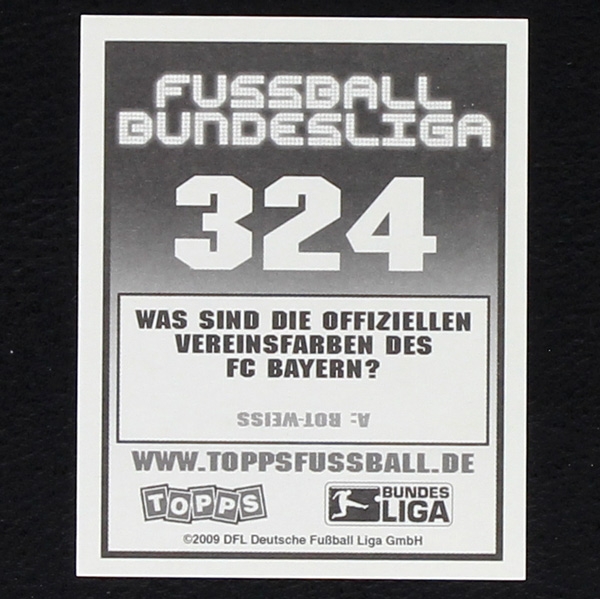 FUSSBALL
BUNDESLIGA
324
WAS SIND DIE OFFIZIELLEN
VEREINSFARBEN DES
FC BAYERN?
A: ROT-WEISS
WWW.TOPPSFUSSBALL.DE
TOPPS
BUNDES
LIGA
©2009 DFL Deutsche Fußball Liga GmbH